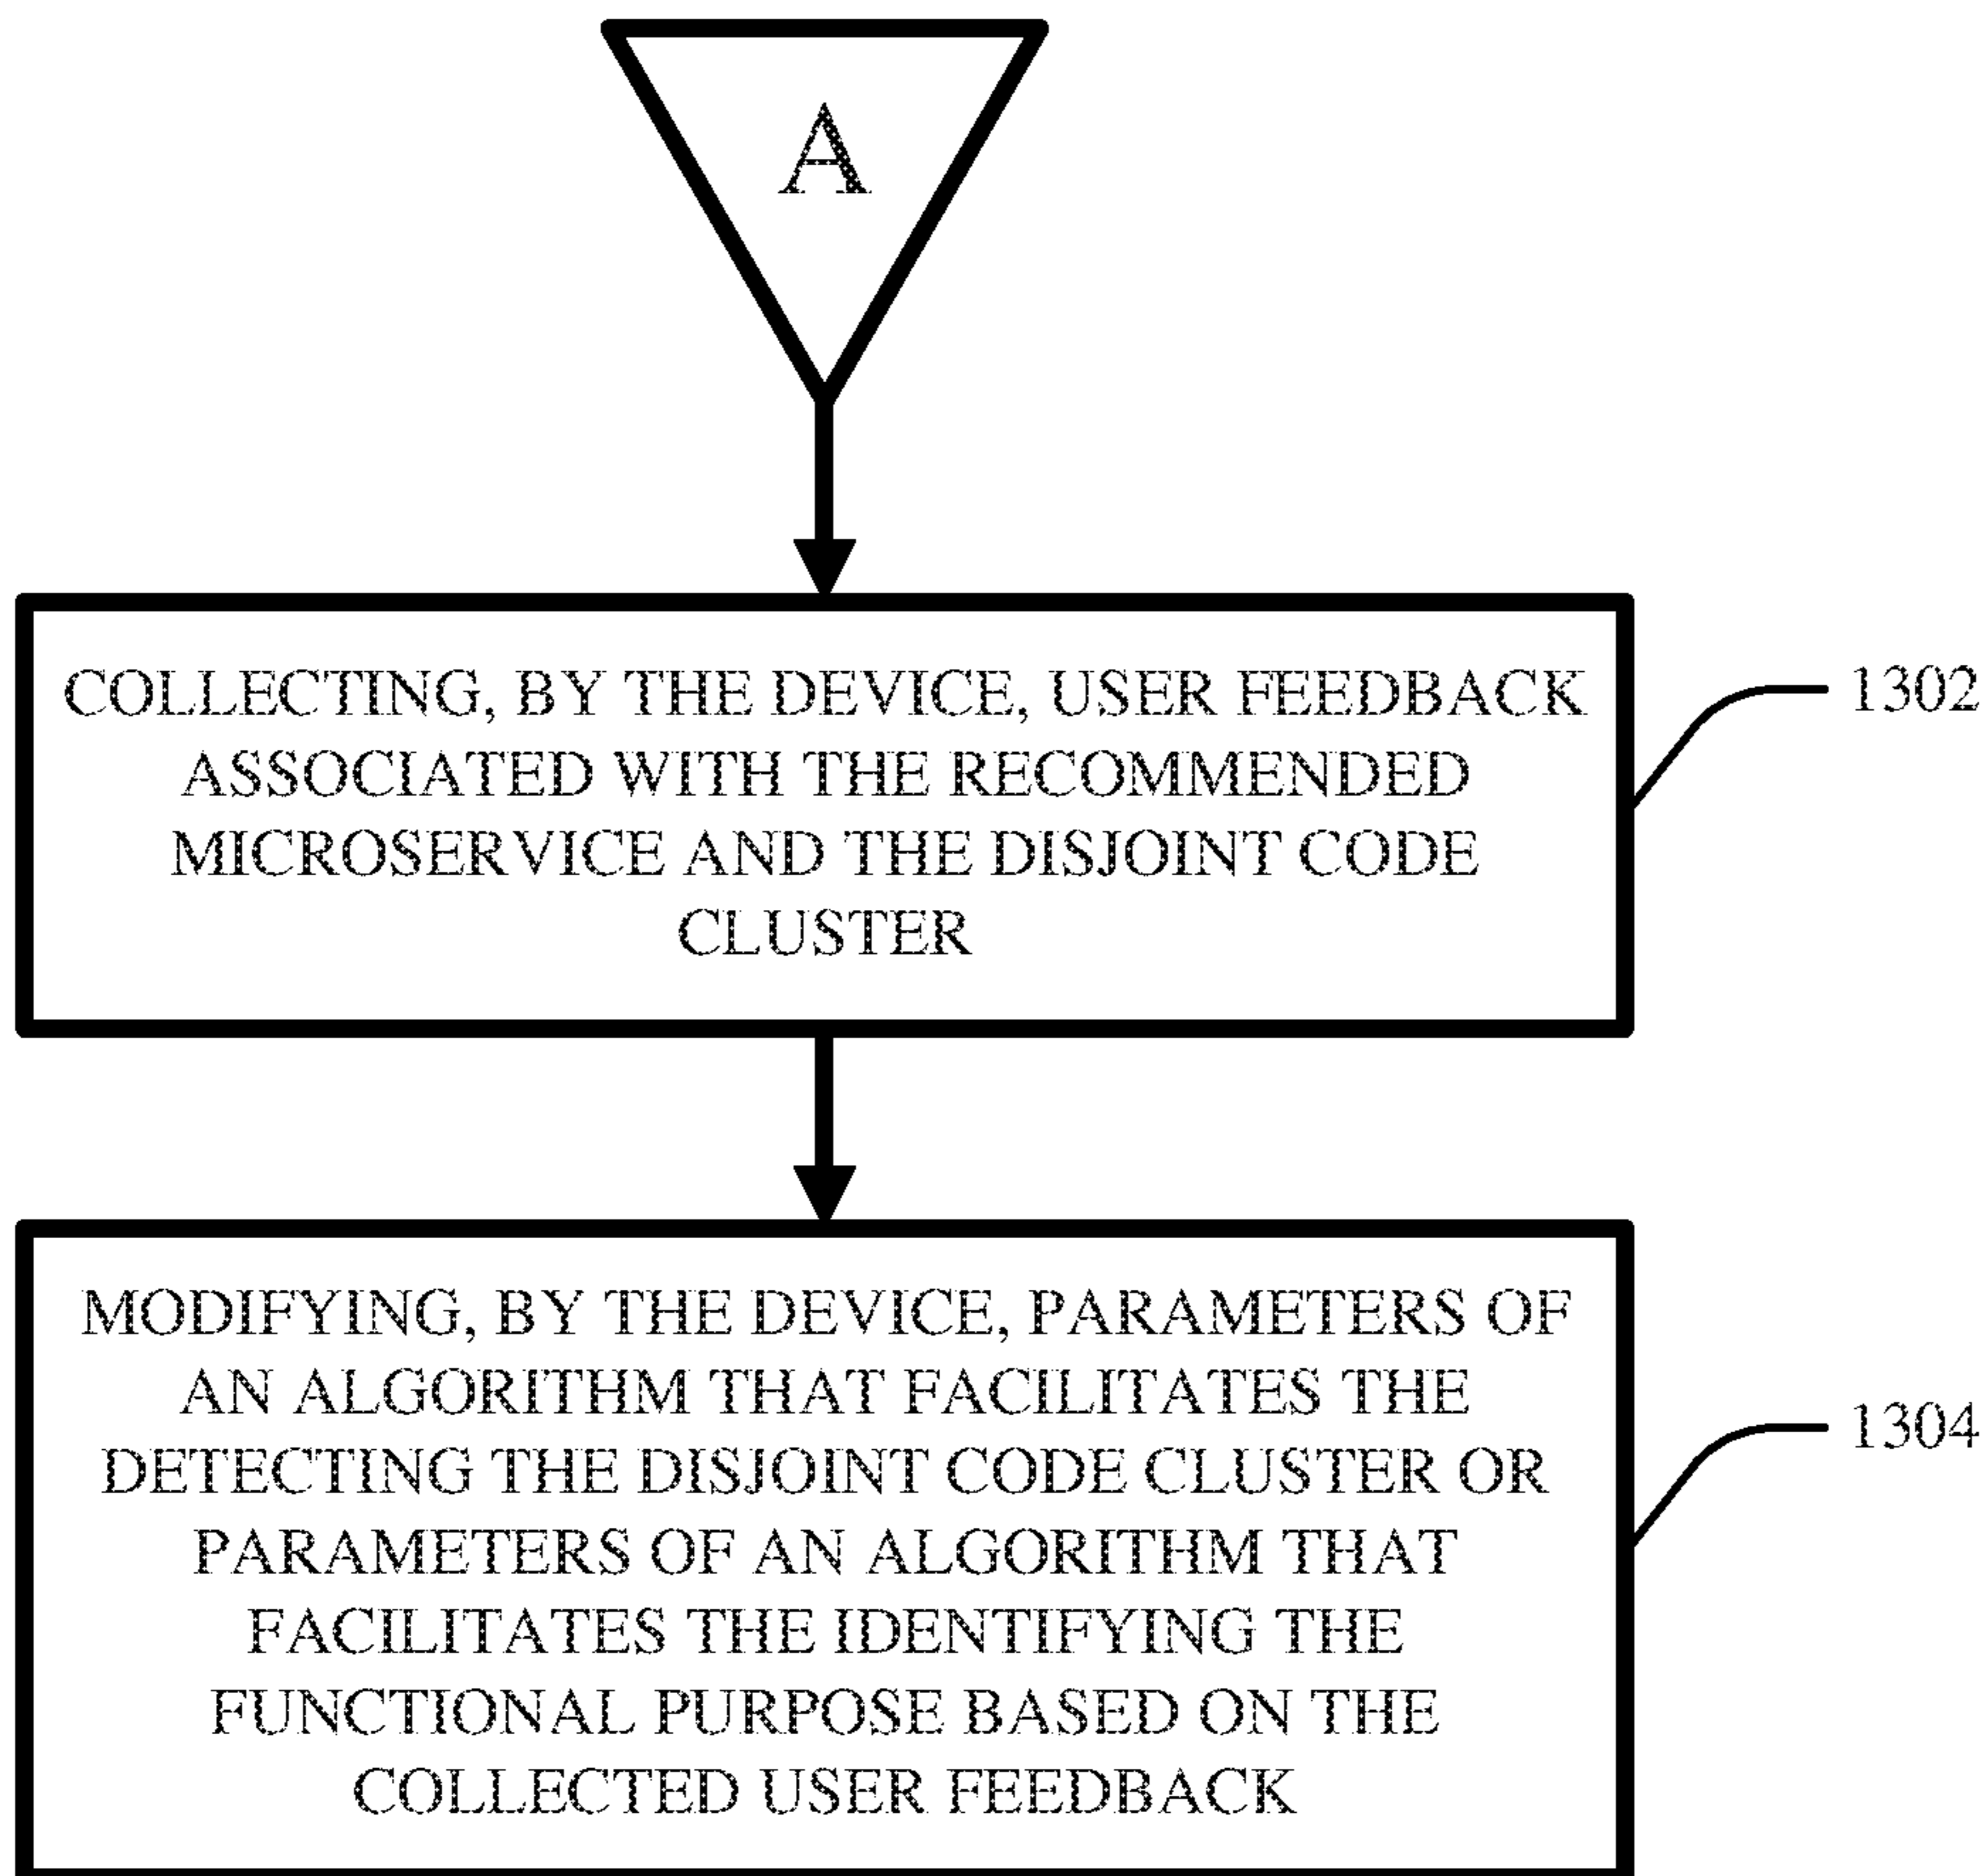 A
COLLECTING, BY THE DEVICE, USER FEEDBACK
ASSOCIATED WITH THE RECOMMENDED
MICROSERVICE AND THE DISJOINT CODE
CLUSTER
1302
MODIFYING, BY THE DEVICE, PARAMETERS OF
AN ALGORITHM THAT FACILITATES THE
DETECTING THE DISJOINT CODE CLUSTER OR
PARAMETERS OF AN ALGORITHM THAT
FACILITATES THE IDENTIFYING THE
FUNCTIONAL PURPOSE BASED ON THE
COLLECTED USER FEEDBACK
1304